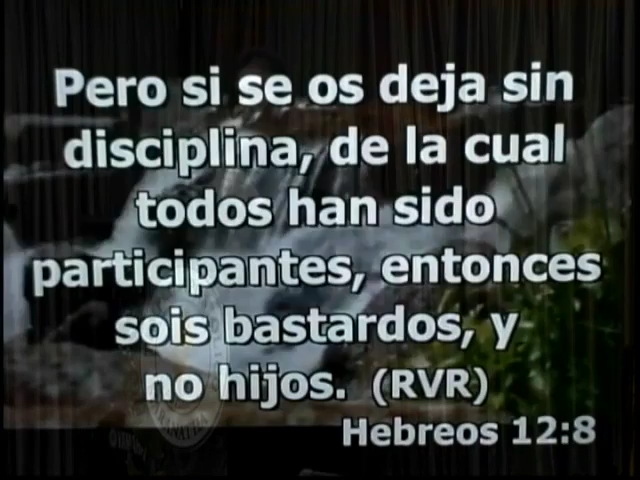 Pero si se os deja sin
disciplina, de la cual
todos han sido
participantes, entonces
sois bastardos, y
no hijos. (RVR)
Hebreos 12:8